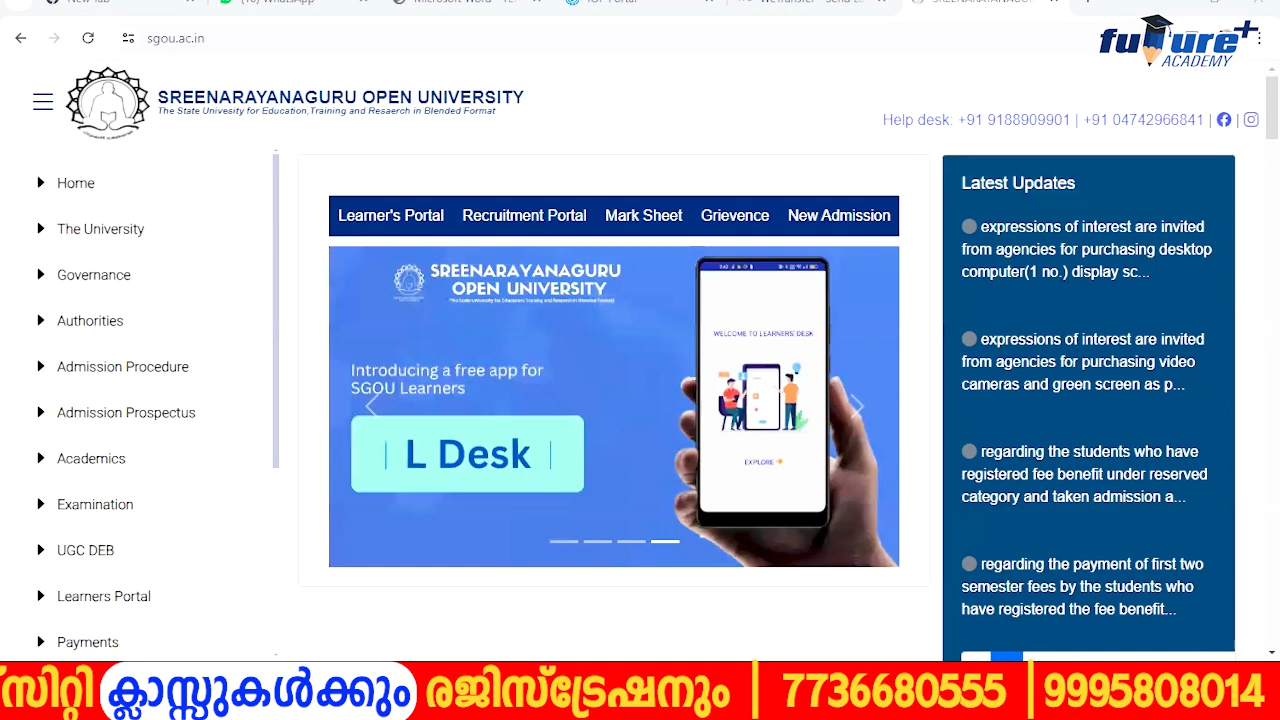 sgou.ac.in
future+
ACADEMY
SREENARAYANAGURU OPEN UNIVERSITY
The State Univesity for Education,Training and Resaerch in Blended Format
Help desk: +91 9188909901 | +91 04742966841 | |
Home
The University
Governance
Authorities
Admission Procedure
Admission Prospectus
Academics
Examination
UGC DEB
Learners Portal
Payments
Learner's Portal Recruitment Portal Mark Sheet Grievence New Admission
SREENARAYANAGURU
OPEN UNIVERSITY
Introducing a free app for
SGOU Learners
| L Desk |
WELCOME TO LEARNERS' DESK
EXPLORE
Latest Updates
expressions of interest are invited
from agencies for purchasing desktop
computer(1 no.) display sc...
expressions of interest are invited
from agencies for purchasing video
cameras and green screen as p...
regarding the students who have
registered fee benefit under reserved
category and taken admission a...
regarding the payment of first two
semester fees by the students who
have registered the fee benefit...
സിറ്റി ക്ലാസ്സുകൾക്കും രജിസ്ട്രേഷനും | 7736680555 | 9995808014